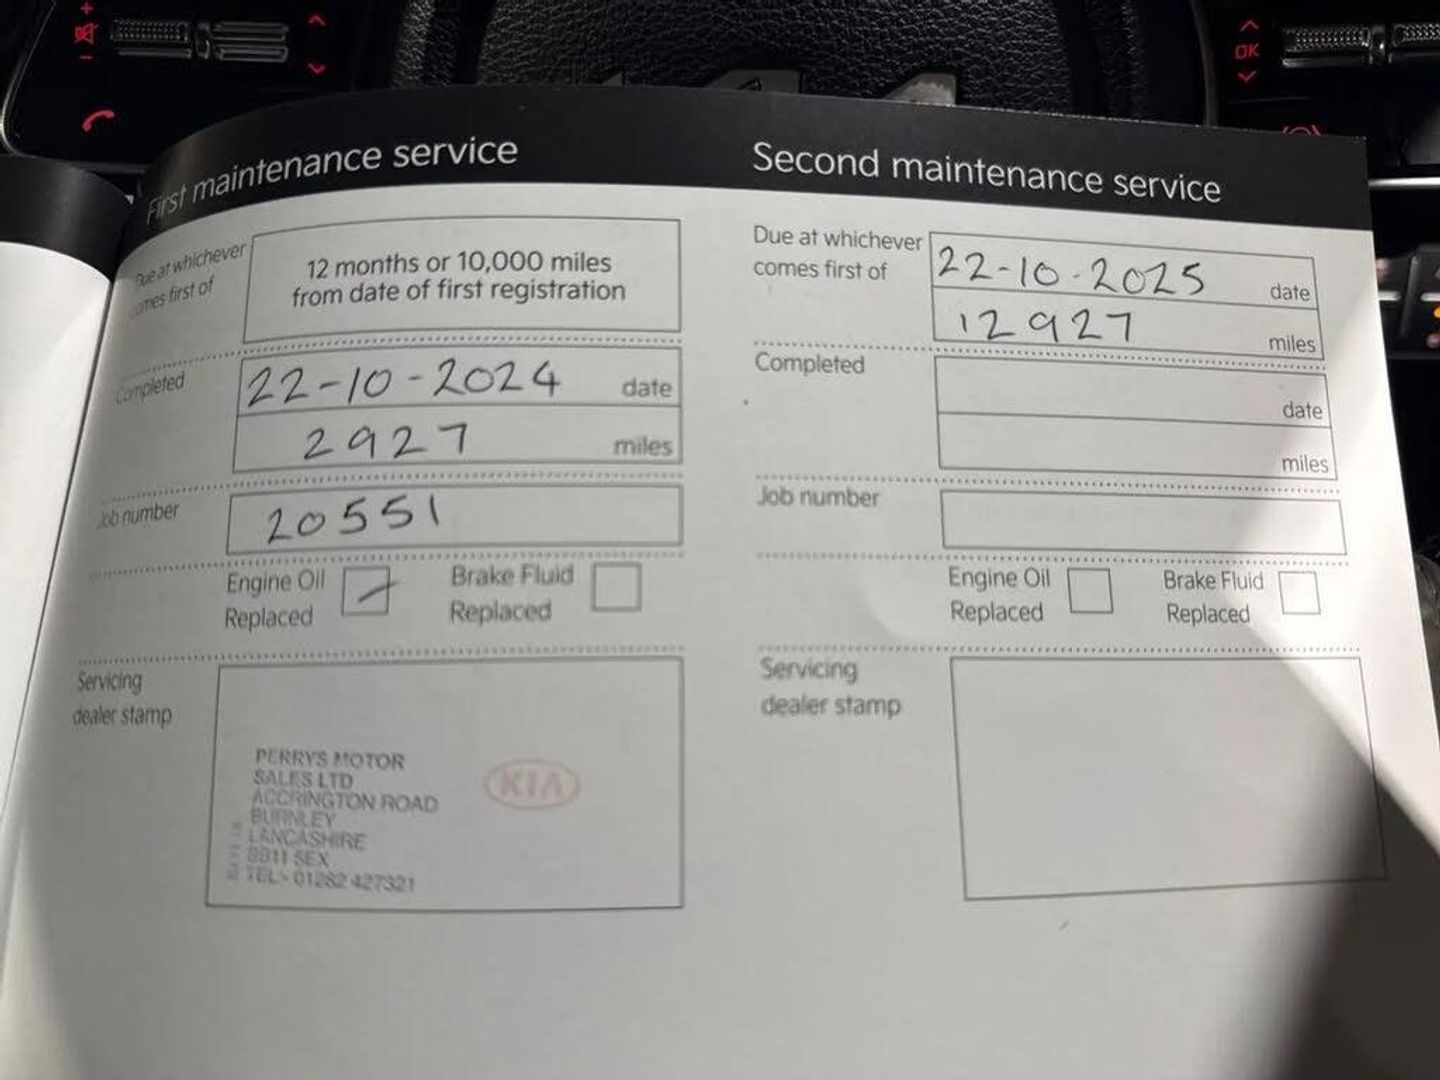 OK
First maintenance service
Due at whichever
comes first of
12 months or 10,000 miles
from date of first registration
Completed
22-10-2024 date
2927 miles
Job number
20551
Engine Oil
Replaced
Brake Fluid
Replaced
Servicing
dealer stamp
PERRYS MOTOR
SALES LTD
ACCRINGTON ROAD
BURNLEY
LANCASHIRE
BB11 5EX
TEL- 01282 427321
KIA
Second maintenance service
Due at whichever
comes first of
22-10-2025 date
12927 miles
Completed
date
miles
Job number
Engine Oil
Replaced
Brake Fluid
Replaced
Servicing
dealer stamp